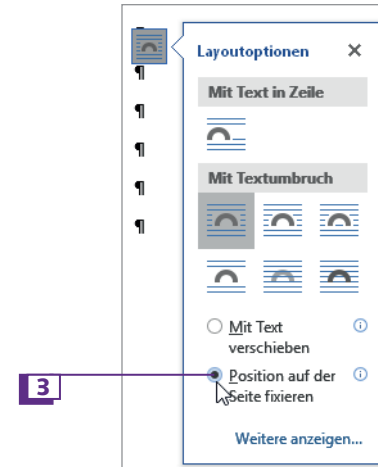 Layoutoptionen ×
¶
Mit Text in Zeile
¶
¶
Mit Textumbruch
¶
¶
Mit Text
verschieben
3
Position auf der
Seite fixieren
Weitere anzeigen...